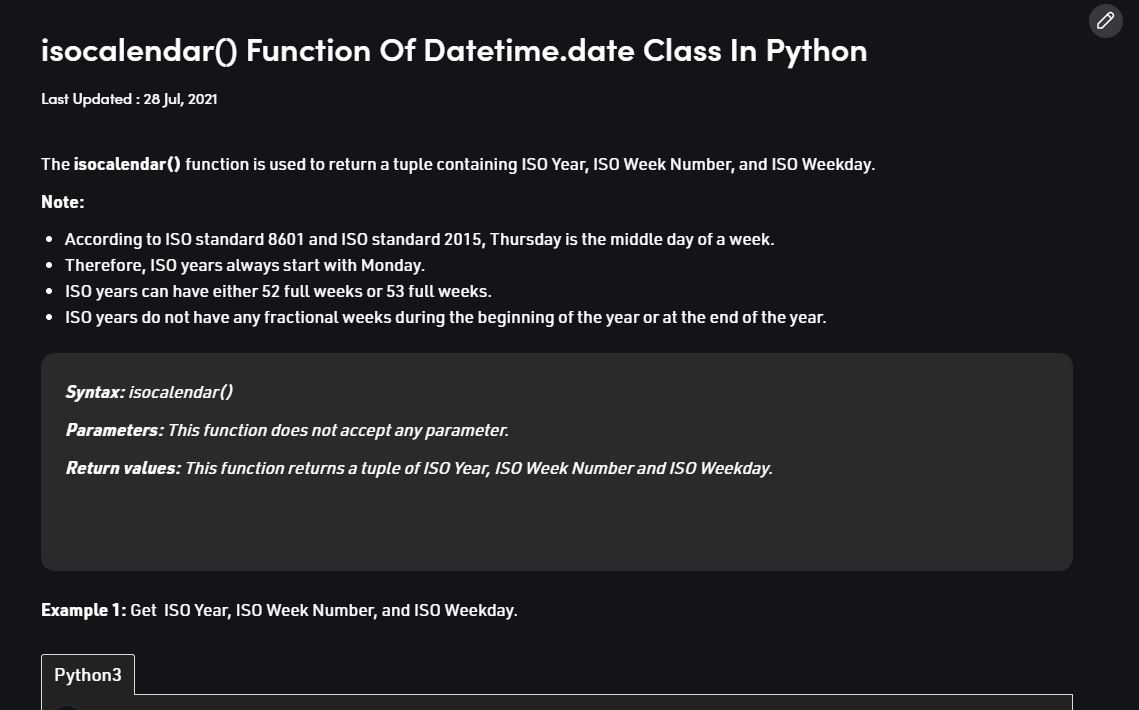 isocalendar() Function Of Datetime.date Class In Python
Last Updated : 28 Jul, 2021
The isocalendar() function is used to return a tuple containing ISO Year, ISO Week Number, and ISO Weekday.
Note:
• According to ISO standard 8601 and ISO standard 2015, Thursday is the middle day of a week.
• Therefore, ISO years always start with Monday.
• ISO years can have either 52 full weeks or 53 full weeks.
• ISO years do not have any fractional weeks during the beginning of the year or at the end of the year.
Syntax: isocalendar()
Parameters: This function does not accept any parameter.
Return values: This function returns a tuple of ISO Year, ISO Week Number and ISO Weekday.
Example 1: Get  ISO Year, ISO Week Number, and ISO Weekday.
Python3